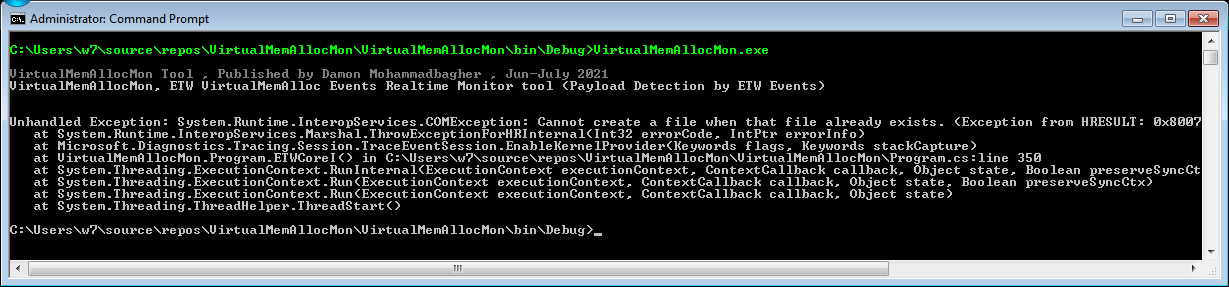 Administrator: Command Prompt
C:\Users\w7\source\repos\VirtualMemAllocMon\VirtualMemAllocMon\bin\Debug>VirtualMemAllocMon.exe
VirtualMemAllocMon Tool , Published by Damon Mohammadbagher , Jun-July 2021
VirtualMemAllocMon, ETW VirtualMemAlloc Events Realtime Monitor tool (Payload Detection by ETW Events)
Unhandled Exception: System.Runtime.InteropServices.COMException: Cannot create a file when that file already exists. (Exception from HRESULT: 0x8007
at System.Runtime.InteropServices.Marshal.ThrowExceptionForHRInternal(Int32 errorCode, IntPtr errorInfo)
at Microsoft.Diagnostics.Tracing.Session.TraceEventSession.EnableKernelProvider(Keywords flags, Keywords stackCapture)
at VirtualMemAllocMon.Program.ETWCoreI() in C:\Users\w7\source\repos\VirtualMemAllocMon\VirtualMemAllocMon\Program.cs:line 350
at System.Threading.ExecutionContext.RunInternal(ExecutionContext executionContext, ContextCallback callback, Object state, Boolean preserveSyncCt
at System.Threading.ExecutionContext.Run(ExecutionContext executionContext, ContextCallback callback, Object state, Boolean preserveSyncCtx)
at System.Threading.ExecutionContext.Run(ExecutionContext executionContext, ContextCallback callback, Object state)
at System.Threading.ThreadHelper.ThreadStart()
C:\Users\w7\source\repos\VirtualMemAllocMon\VirtualMemAllocMon\bin\Debug>_